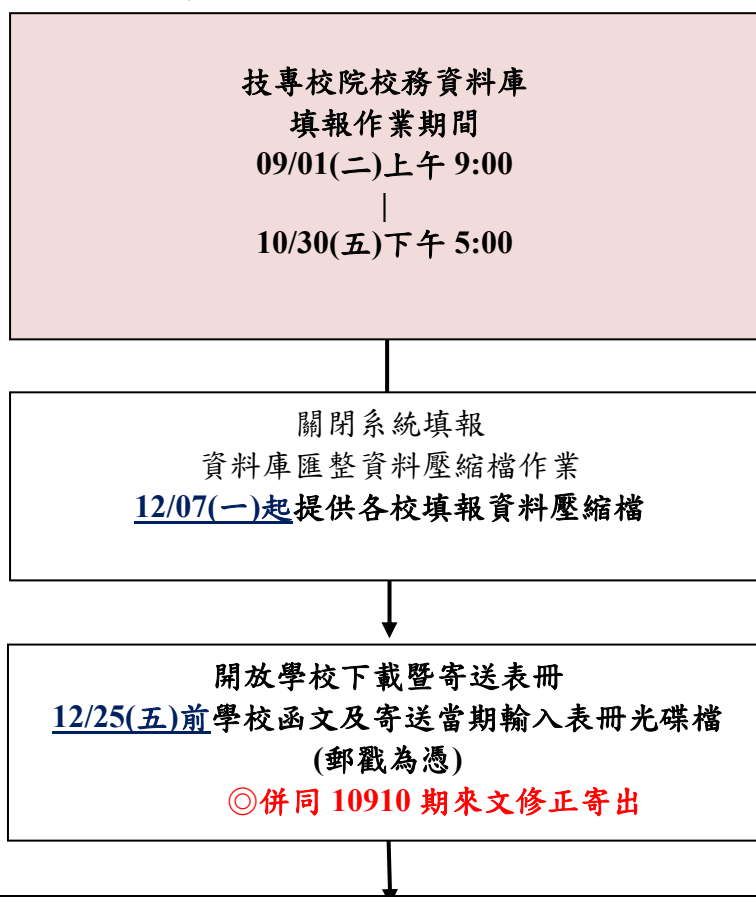 技專校院校務資料庫
填報作業期間
09/01(二)上午 9:00
|
10/30(五)下午 5:00
關閉系統填報
資料庫匯整資料壓縮檔作業
12/07(一)起提供各校填報資料壓縮檔
開放學校下載暨寄送表冊
12/25(五)前學校函文及寄送當期輸入表冊光碟檔
(郵戳為憑)
◎併同 10910 期來文修正寄出